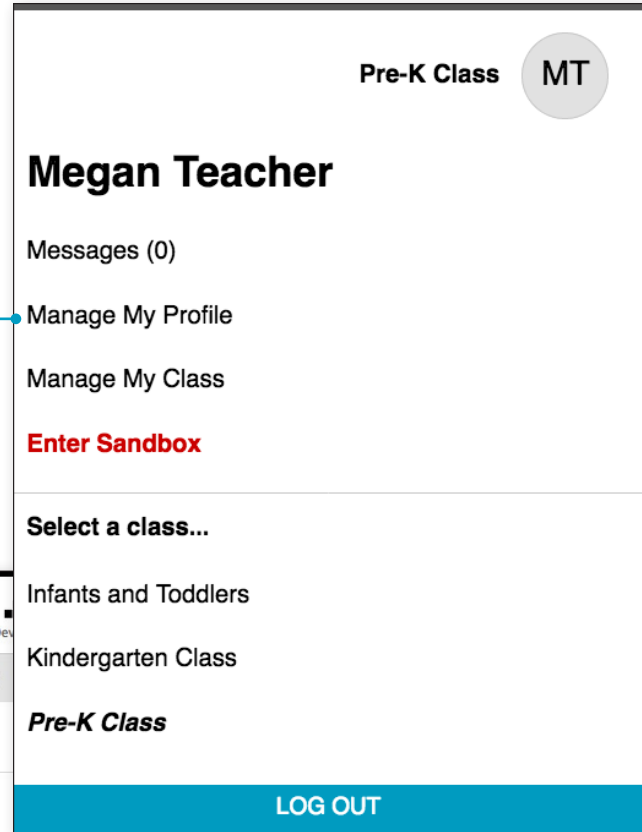 Pre-K Class MT
Megan Teacher
Messages (0)
Manage My Profile
Manage My Class
Enter Sandbox
Select a class...
Infants and Toddlers
Kindergarten Class
Pre-K Class
LOG OUT